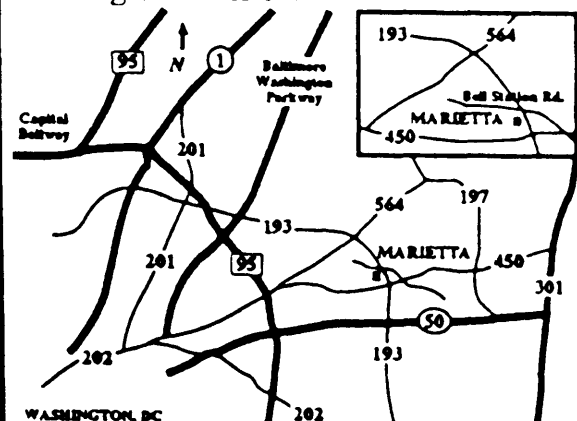 95
N
1
Baltimore
Washington
Parkway
Capital
Beltway
201
193
564
Bell Station Rd.
MARIETTA
450
564
197
193
MARIETTA
201
95
450
301
50
202
193
WASHINGTON, DC
202